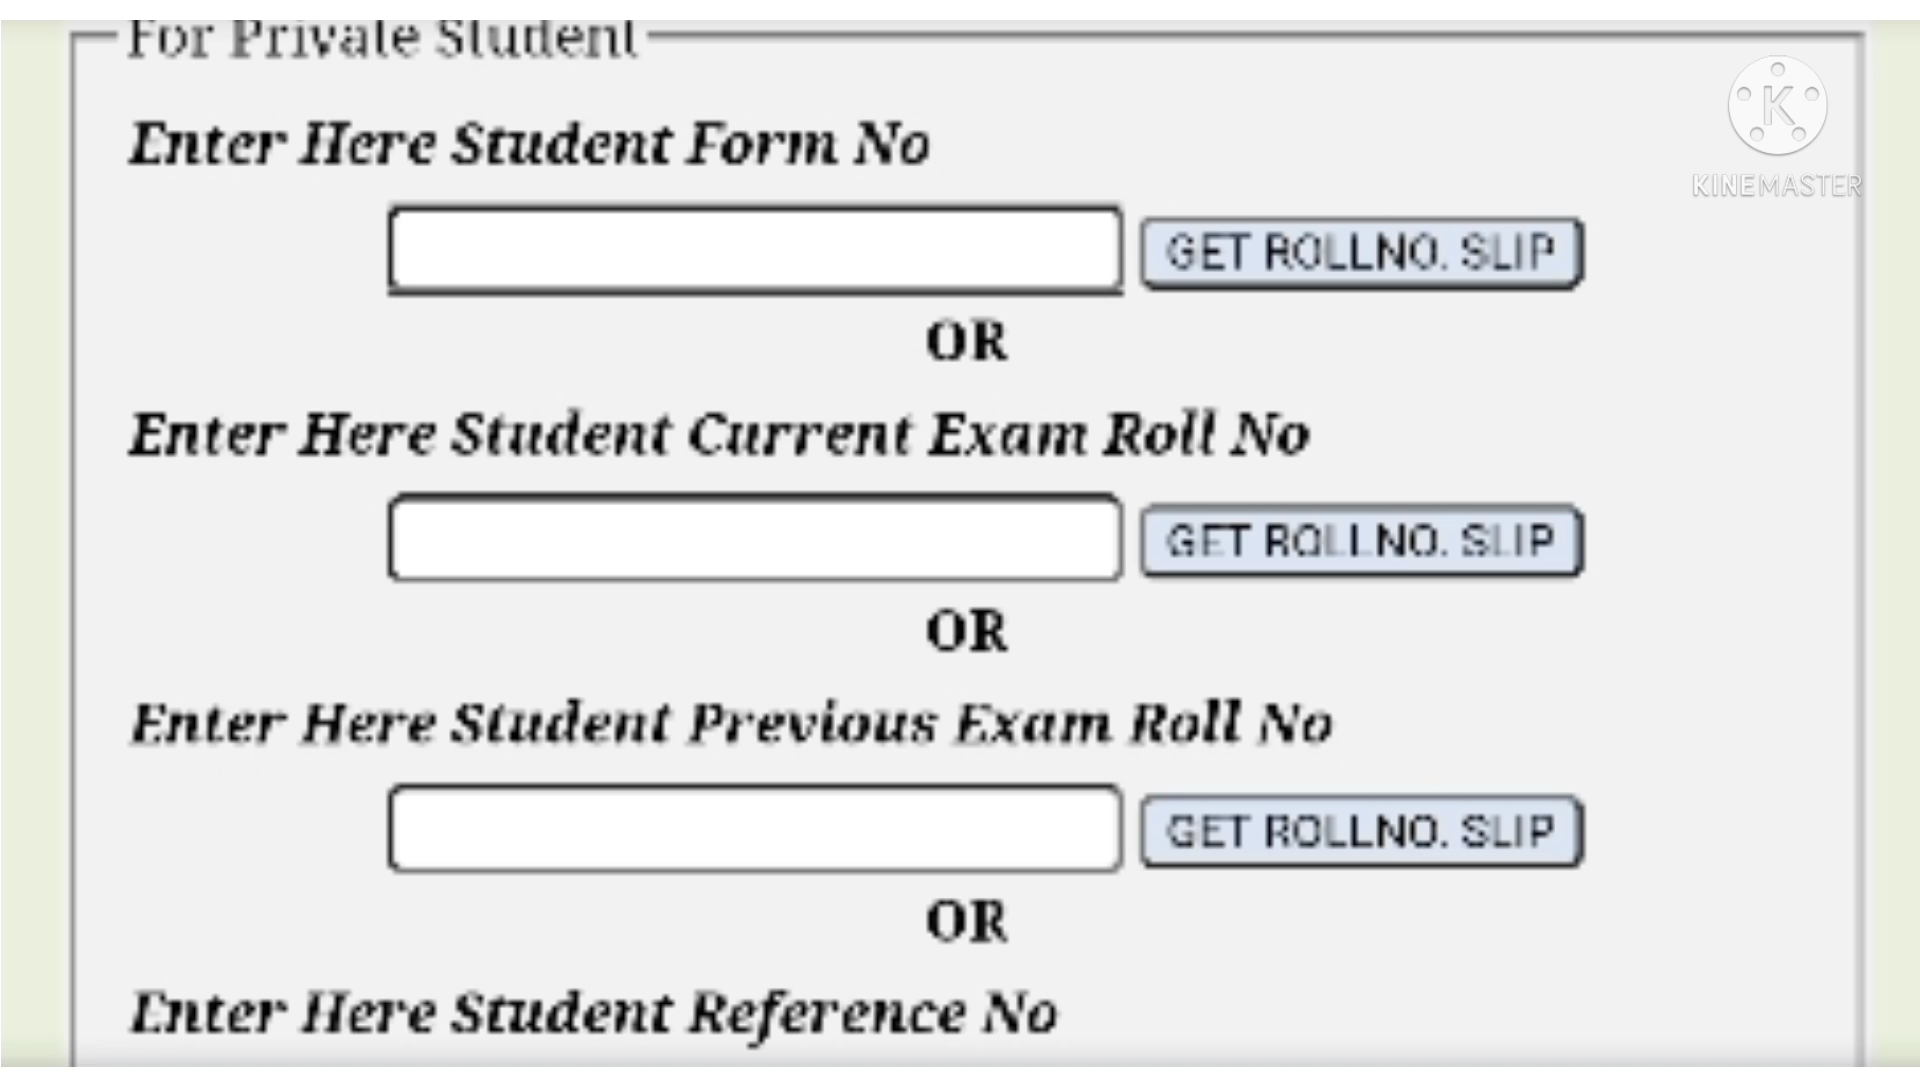 For Private Student
Enter Here Student Form No
KINEMASTER
GET ROLLNO. SLIP
OR
Enter Here Student Current Exam Roll No
GET ROLLNO. SLIP
OR
Enter Here Student Previous Exam Roll No
GET ROLLNO. SLIP
OR
Enter Here Student Reference No